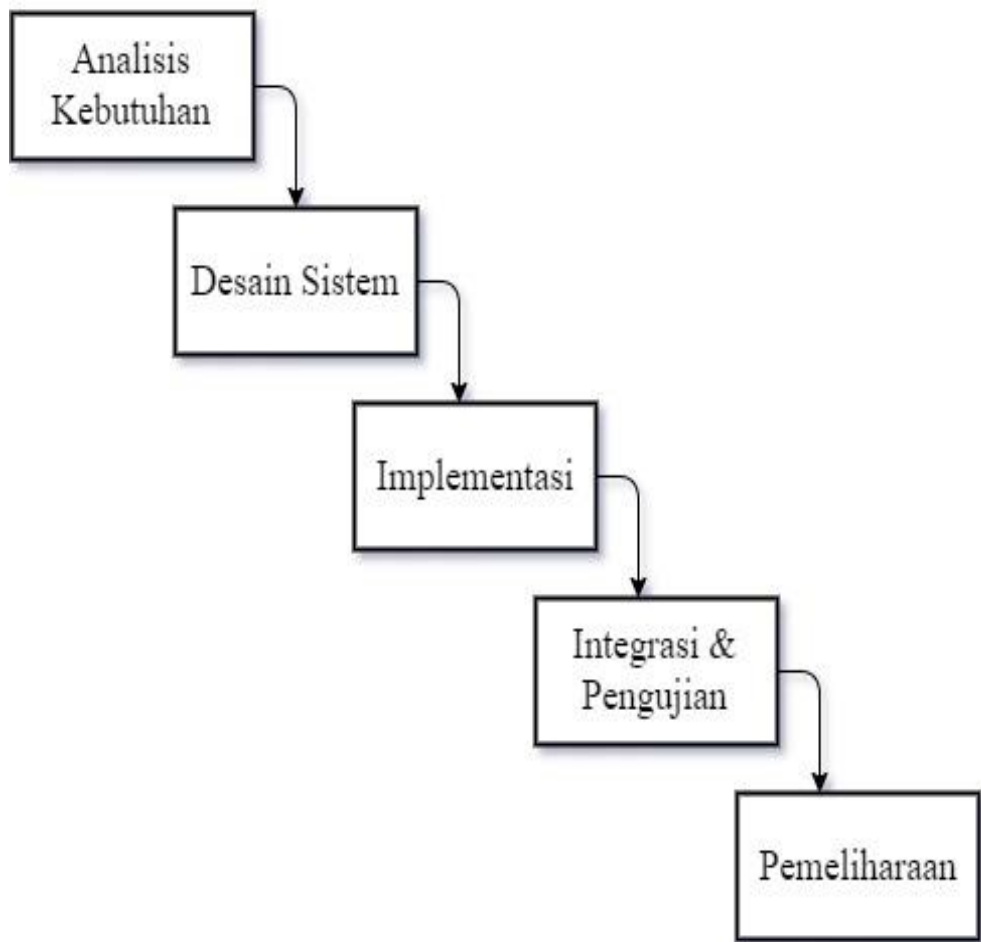 Analisis
Kebutuhan
Desain Sistem
Implementasi
Integrasi &
Pengujian
Pemeliharaan